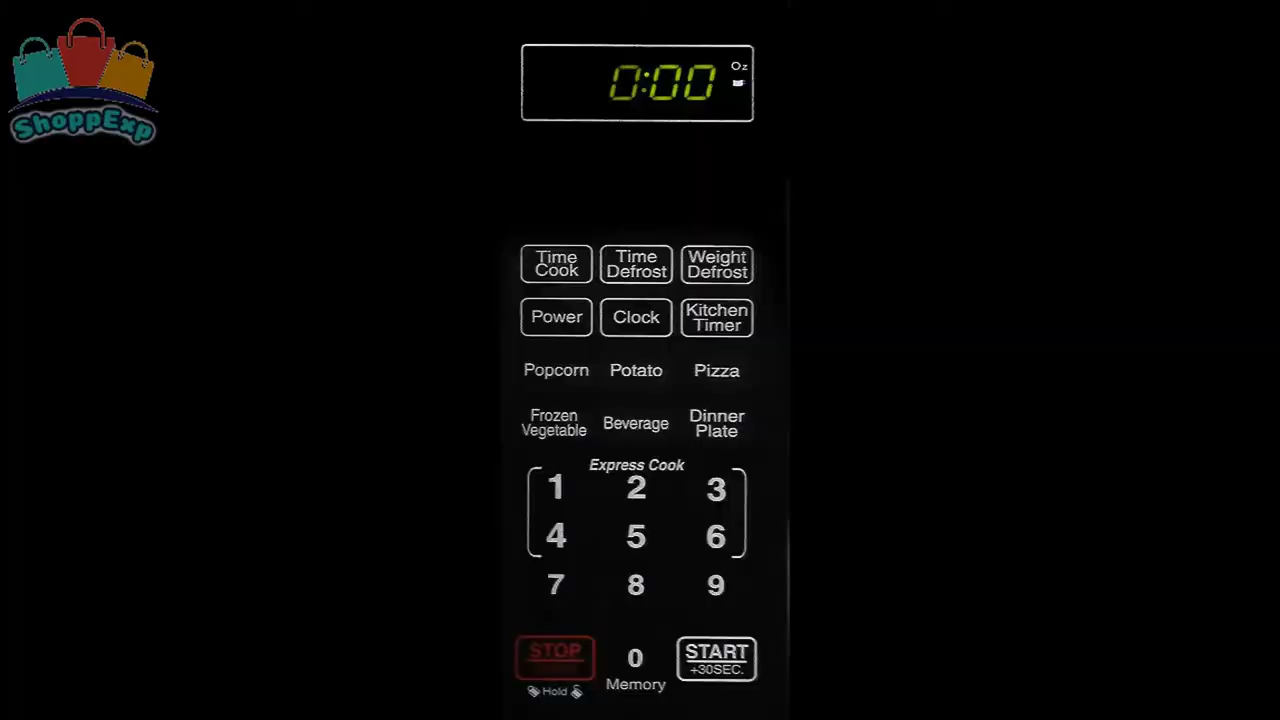 ShoppExp
0:00
Oz
Time Cook
Time Defrost
Weight Defrost
Power
Clock
Kitchen Timer
Popcorn
Potato
Pizza
Frozen Vegetable
Beverage
Dinner Plate
Express Cook
1 2 3
4 5 6
7 8 9
STOP
0
START
+30SEC.
Hold
Memory